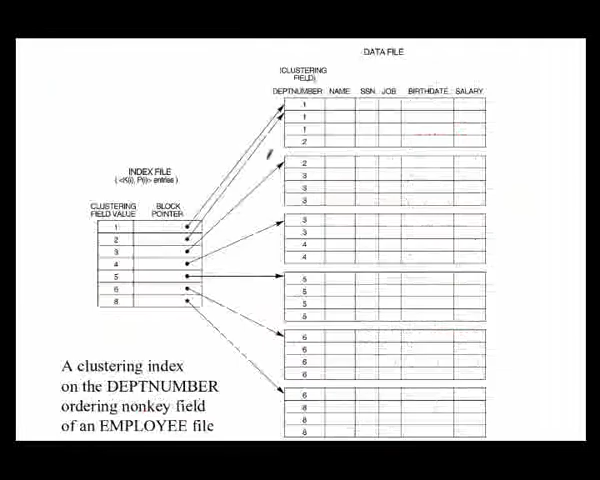 DATA FILE
(CLUSTERING
FIELD)
DEPTNUMBER NAME SSN JOB BIRTHDATE SALARY
1
1
1
2
2
3
3
3
3
3
4
4
5
5
5
5
6
6
6
6
6
8
8
8
INDEX FILE
(<K(i), P(i)> entries)
CLUSTERING BLOCK
FIELD VALUE POINTER
1
2
3
4
5
6
8
A clustering index
on the DEPTNUMBER
ordering nonkey field
of an EMPLOYEE file